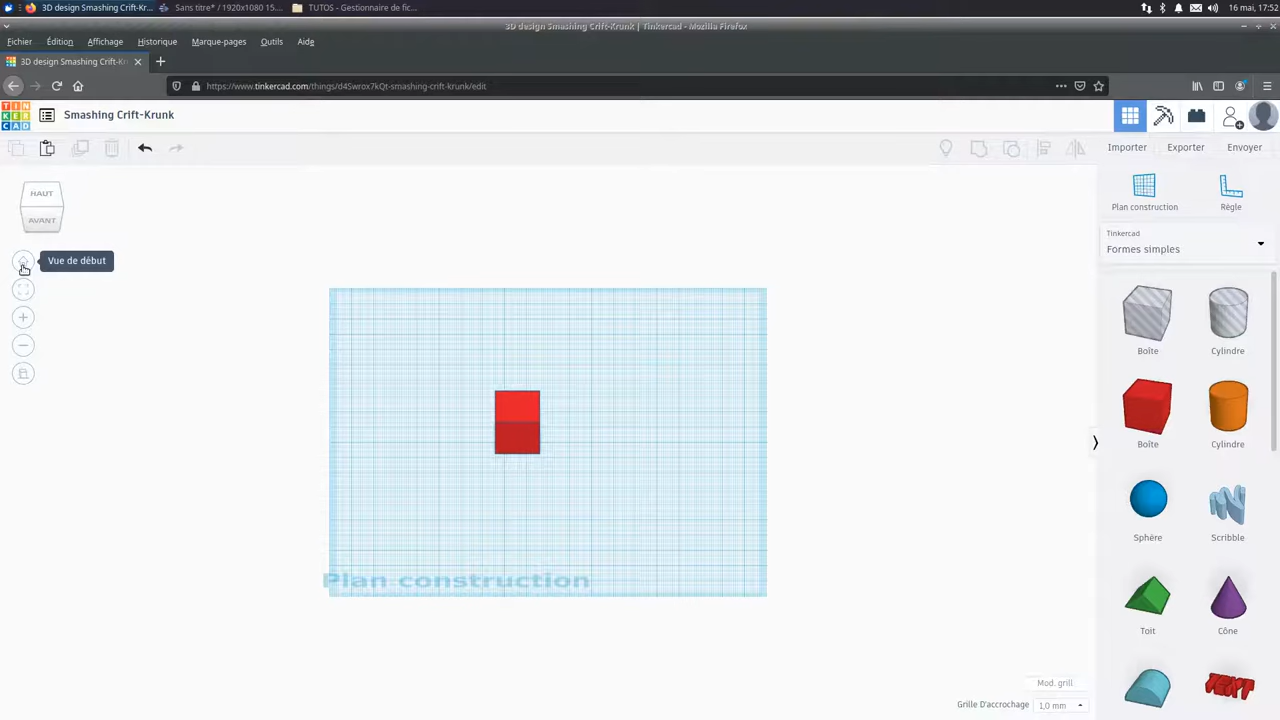 3D design Smashing Crift-Kr...
Sans titre* / 1920x1080 15...
TUTOS - Gestionnaire de fic...
16 mai, 17:52
3D design Smashing Crift-Krunk | Tinkercad - Mozilla Firefox
Fichier Édition Affichage Historique Marque-pages Outils Aide
3D design Smashing Crift-Kr
https://www.tinkercad.com/things/d4Swrox7kQt-smashing-crift-krunk/edit
TIN
KER
CAD
Smashing Crift-Krunk
Importer Exporter Envoyer
HAUT
AVANT
Plan construction Règle
Tinkercad
Formes simples
Vue de début
Boîte Cylindre
Boîte Cylindre
Sphère Scribble
Plan construction
Toit Cône
TEXT
Mod. grill
Grille D'accrochage 1,0 mm